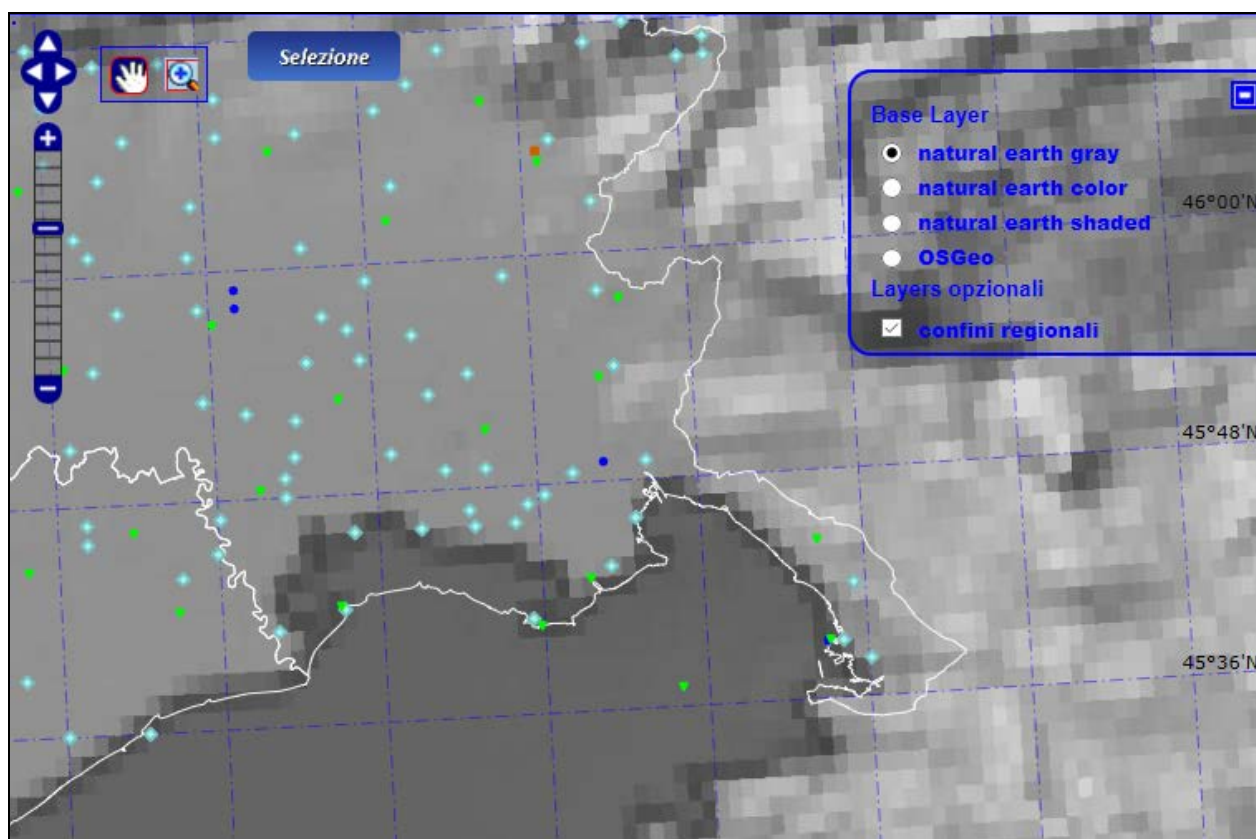 Selezione
Base Layer
natural earth gray
natural earth color
natural earth shaded
OSGeo
Layers opzionali
confini regionali
46°00'N
45°48'N
45°36'N